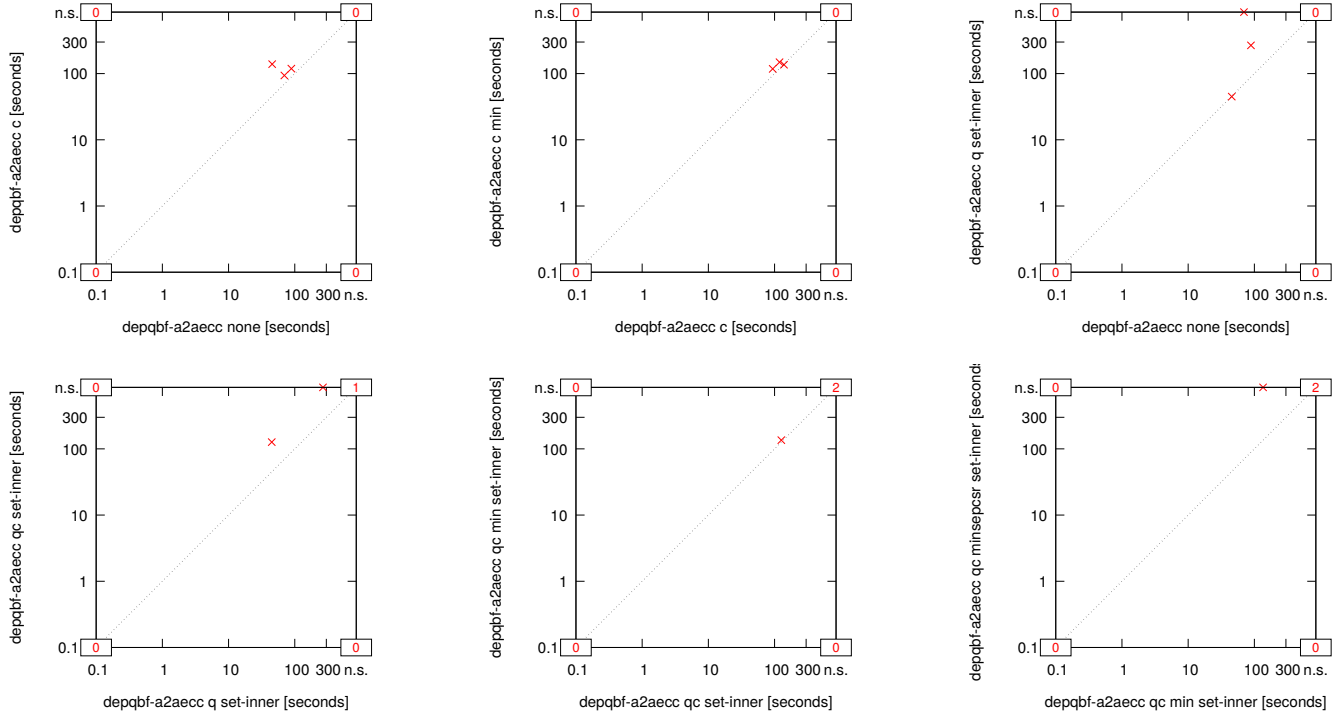 n.s. 0 0
300
100
10
1
0.1 0 0
0.1 1 10 100 300 n.s.
depqbf-a2aecc c [seconds]
depqbf-a2aecc none [seconds]
n.s. 0 0
300
100
10
1
0.1 0 0
0.1 1 10 100 300 n.s.
depqbf-a2aecc c min [seconds]
depqbf-a2aecc c [seconds]
n.s. 0 0
300
100
10
1
0.1 0 0
0.1 1 10 100 300 n.s.
depqbf-a2aecc q set-inner [seconds]
depqbf-a2aecc none [seconds]
n.s. 0 1
300
100
10
1
0.1 0 0
0.1 1 10 100 300 n.s.
depqbf-a2aecc qc set-inner [seconds]
depqbf-a2aecc q set-inner [seconds]
n.s. 0 2
300
100
10
1
0.1 0 0
0.1 1 10 100 300 n.s.
depqbf-a2aecc qc min set-inner [seconds]
depqbf-a2aecc qc set-inner [seconds]
n.s. 0 2
300
100
10
1
0.1 0 0
0.1 1 10 100 300 n.s.
depqbf-a2aecc qc minsepcsr set-inner [second
depqbf-a2aecc qc min set-inner [seconds]